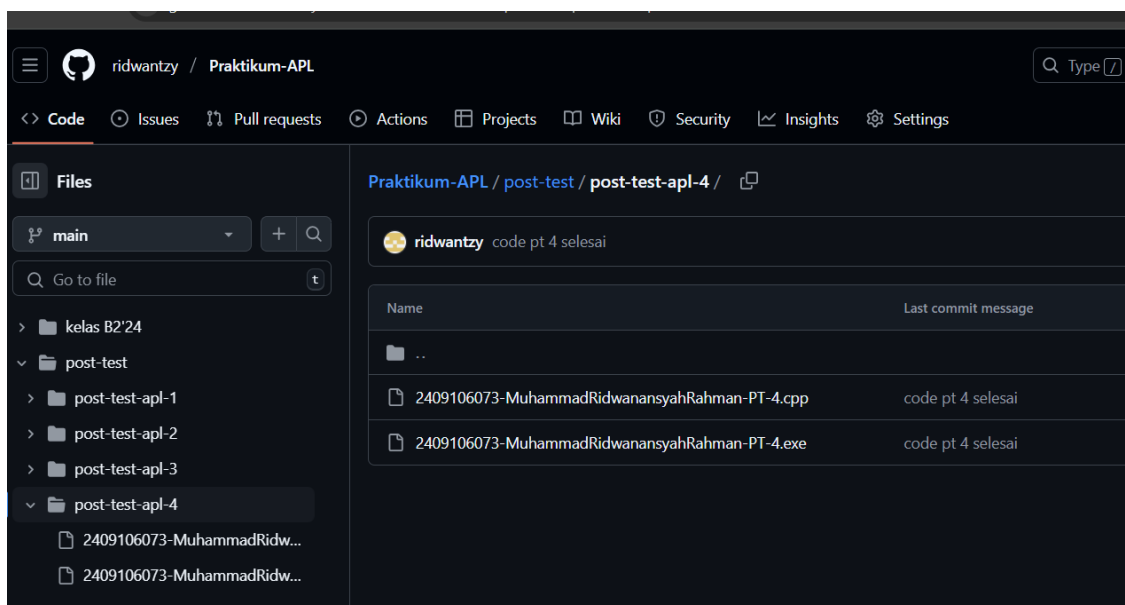 ridwantzy / Praktikum-APL
Type /
Code Issues Pull requests Actions Projects Wiki Security Insights Settings
Files
main
Go to file t
kelas B2'24
post-test
post-test-apl-1
post-test-apl-2
post-test-apl-3
post-test-apl-4
2409106073-MuhammadRidw...
2409106073-MuhammadRidw...
Praktikum-APL / post-test / post-test-apl-4 /
ridwantzy code pt 4 selesai
Name Last commit message
..
2409106073-MuhammadRidwanansyahRahman-PT-4.cpp code pt 4 selesai
2409106073-MuhammadRidwanansyahRahman-PT-4.exe code pt 4 selesai